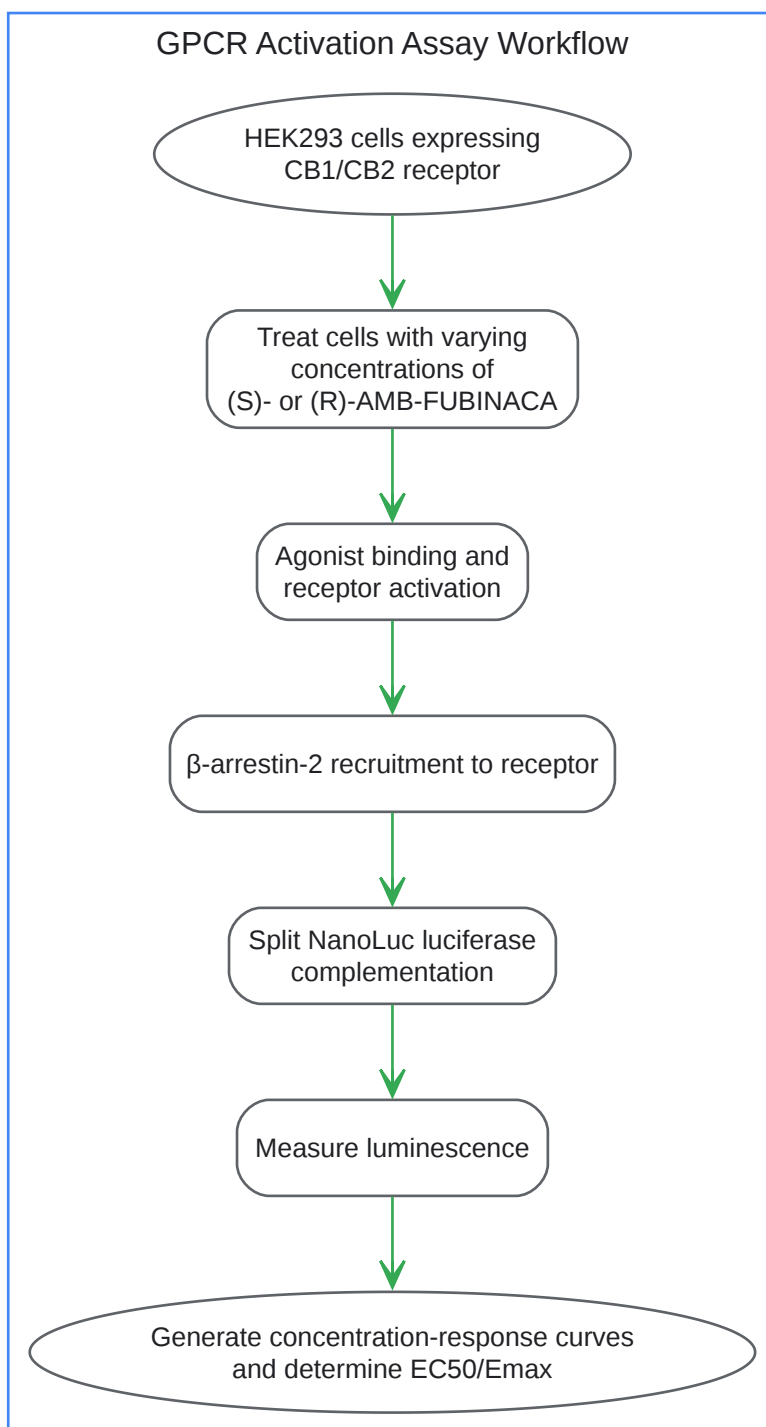 GPCR Activation Assay Workflow
HEK293 cells expressing
CB1/CB2 receptor
Treat cells with varying
concentrations of
(S)- or (R)-AMB-FUBINACA
Agonist binding and
receptor activation
β-arrestin-2 recruitment to receptor
Split NanoLuc luciferase
complementation
Measure luminescence
Generate concentration-response curves
and determine EC50/Emax